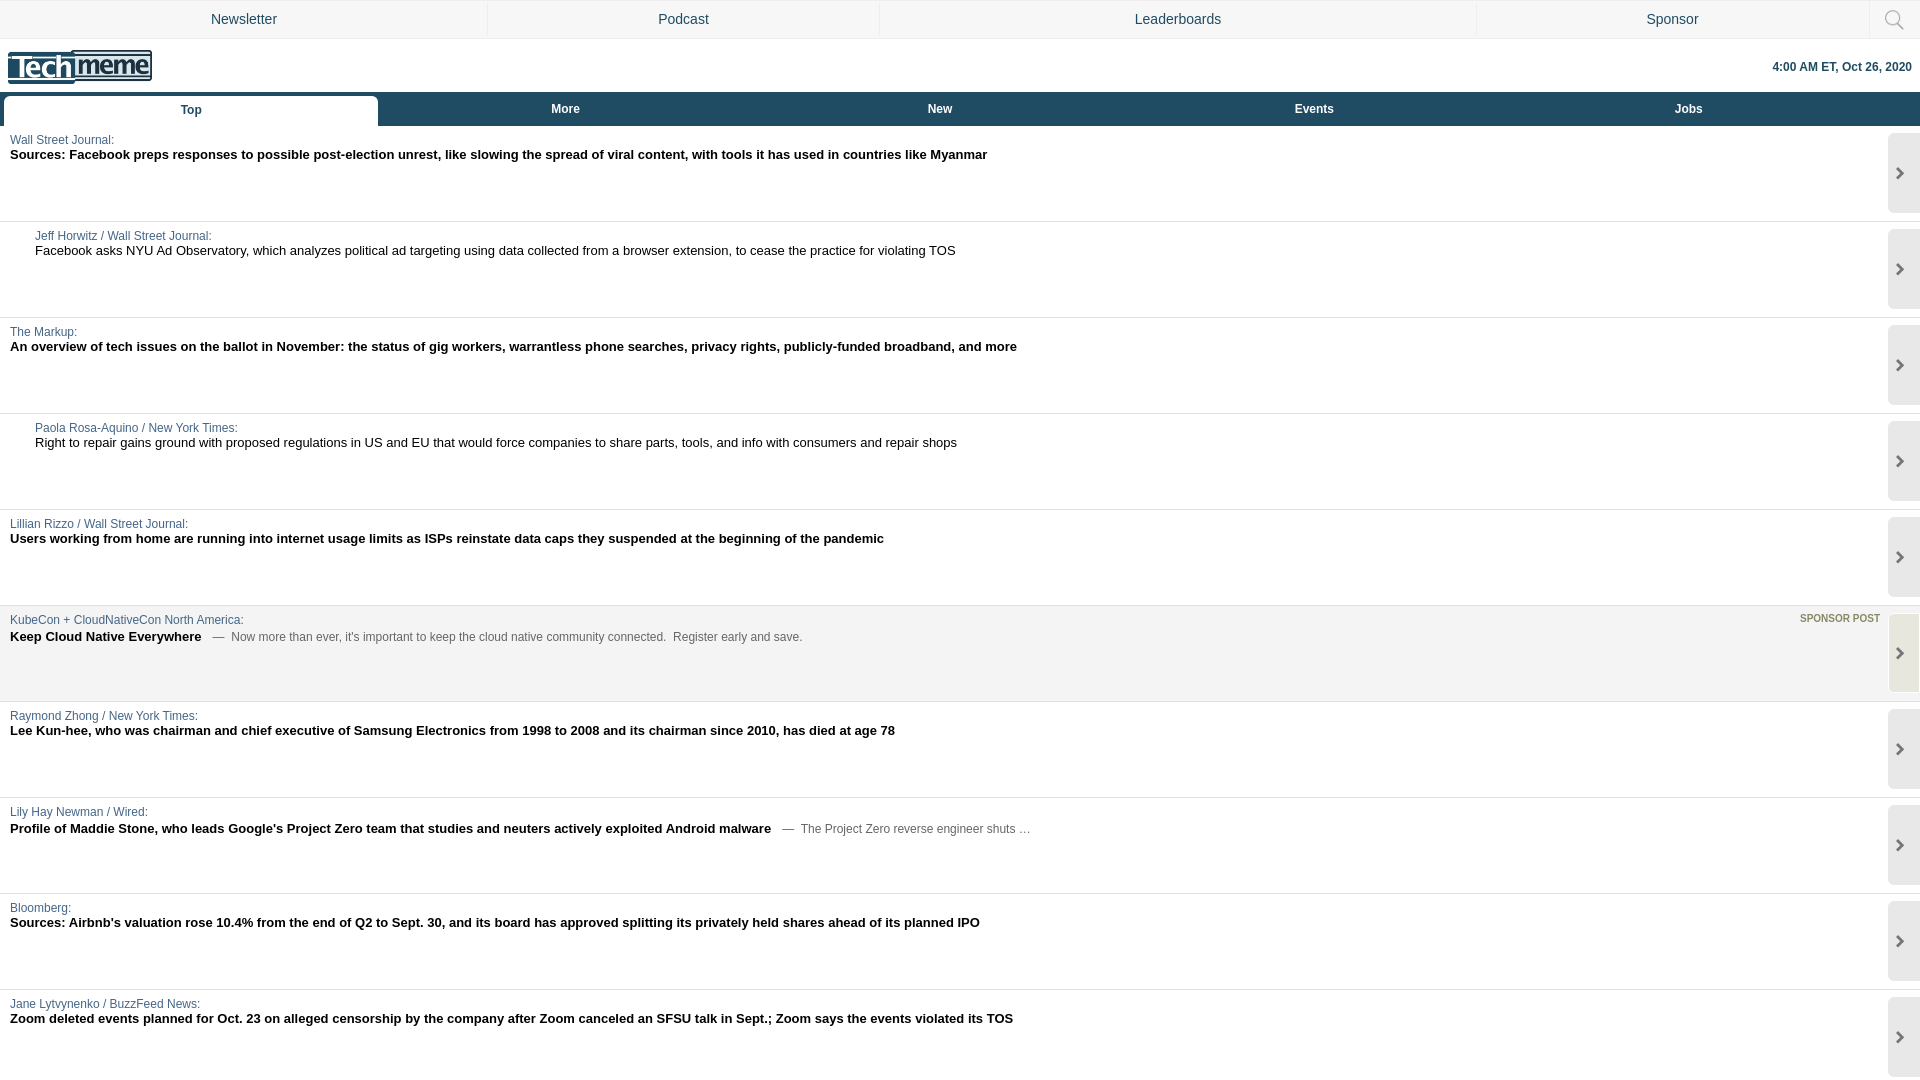 Newsletter
Podcast
Leaderboards
Sponsor
Techmeme
4:00 AM ET, Oct 26, 2020
Top
More
New
Events
Jobs
Wall Street Journal:
Sources: Facebook preps responses to possible post-election unrest, like slowing the spread of viral content, with tools it has used in countries like Myanmar
Jeff Horwitz / Wall Street Journal:
Facebook asks NYU Ad Observatory, which analyzes political ad targeting using data collected from a browser extension, to cease the practice for violating TOS
The Markup:
An overview of tech issues on the ballot in November: the status of gig workers, warrantless phone searches, privacy rights, publicly-funded broadband, and more
Paola Rosa-Aquino / New York Times:
Right to repair gains ground with proposed regulations in US and EU that would force companies to share parts, tools, and info with consumers and repair shops
Lillian Rizzo / Wall Street Journal:
Users working from home are running into internet usage limits as ISPs reinstate data caps they suspended at the beginning of the pandemic
KubeCon + CloudNativeCon North America:
SPONSOR POST
Keep Cloud Native Everywhere — Now more than ever, it's important to keep the cloud native community connected. Register early and save.
Raymond Zhong / New York Times:
Lee Kun-hee, who was chairman and chief executive of Samsung Electronics from 1998 to 2008 and its chairman since 2010, has died at age 78
Lily Hay Newman / Wired:
Profile of Maddie Stone, who leads Google's Project Zero team that studies and neuters actively exploited Android malware — The Project Zero reverse engineer shuts …
Bloomberg:
Sources: Airbnb's valuation rose 10.4% from the end of Q2 to Sept. 30, and its board has approved splitting its privately held shares ahead of its planned IPO
Jane Lytvynenko / BuzzFeed News:
Zoom deleted events planned for Oct. 23 on alleged censorship by the company after Zoom canceled an SFSU talk in Sept.; Zoom says the events violated its TOS